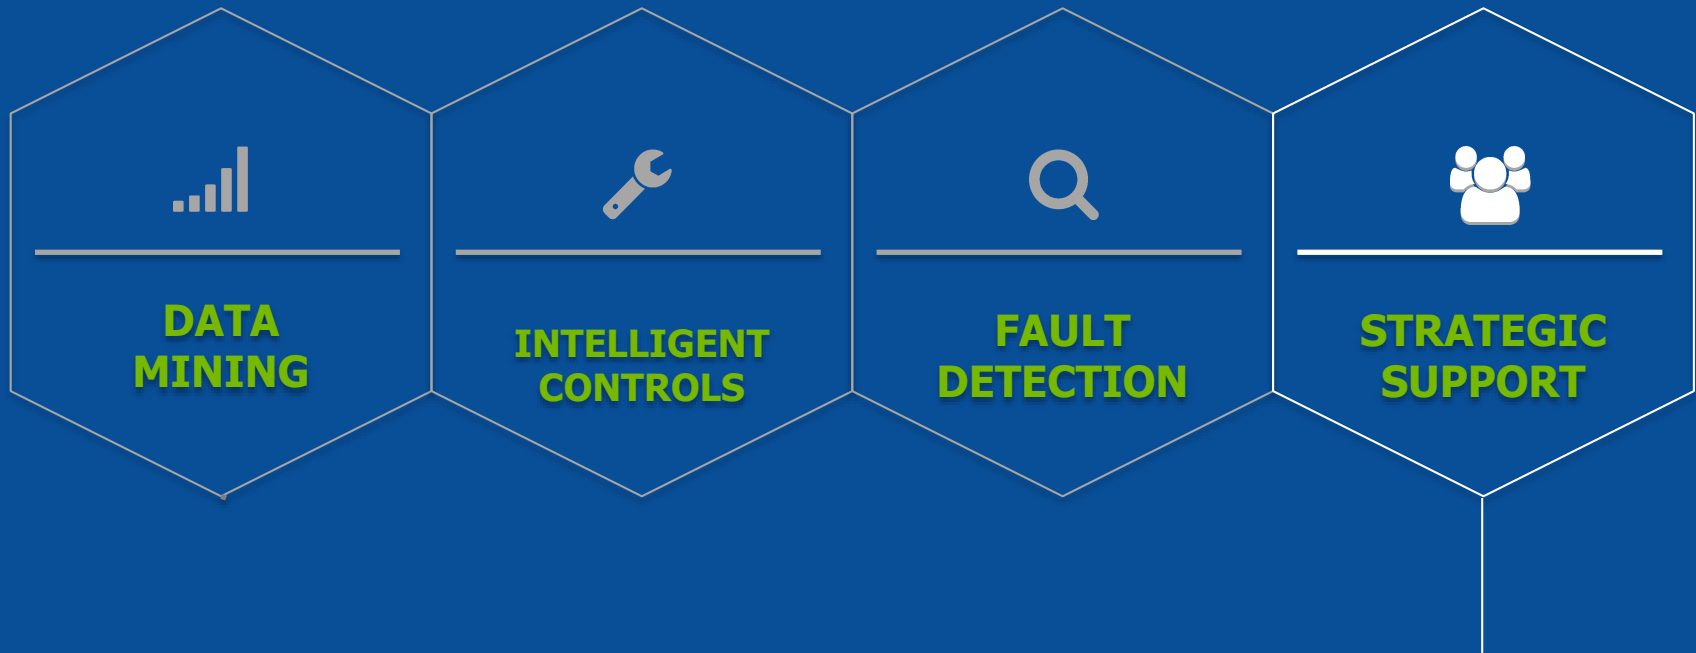 DATA
MINING
INTELLIGENT
CONTROLS
FAULT
DETECTION
STRATEGIC
SUPPORT